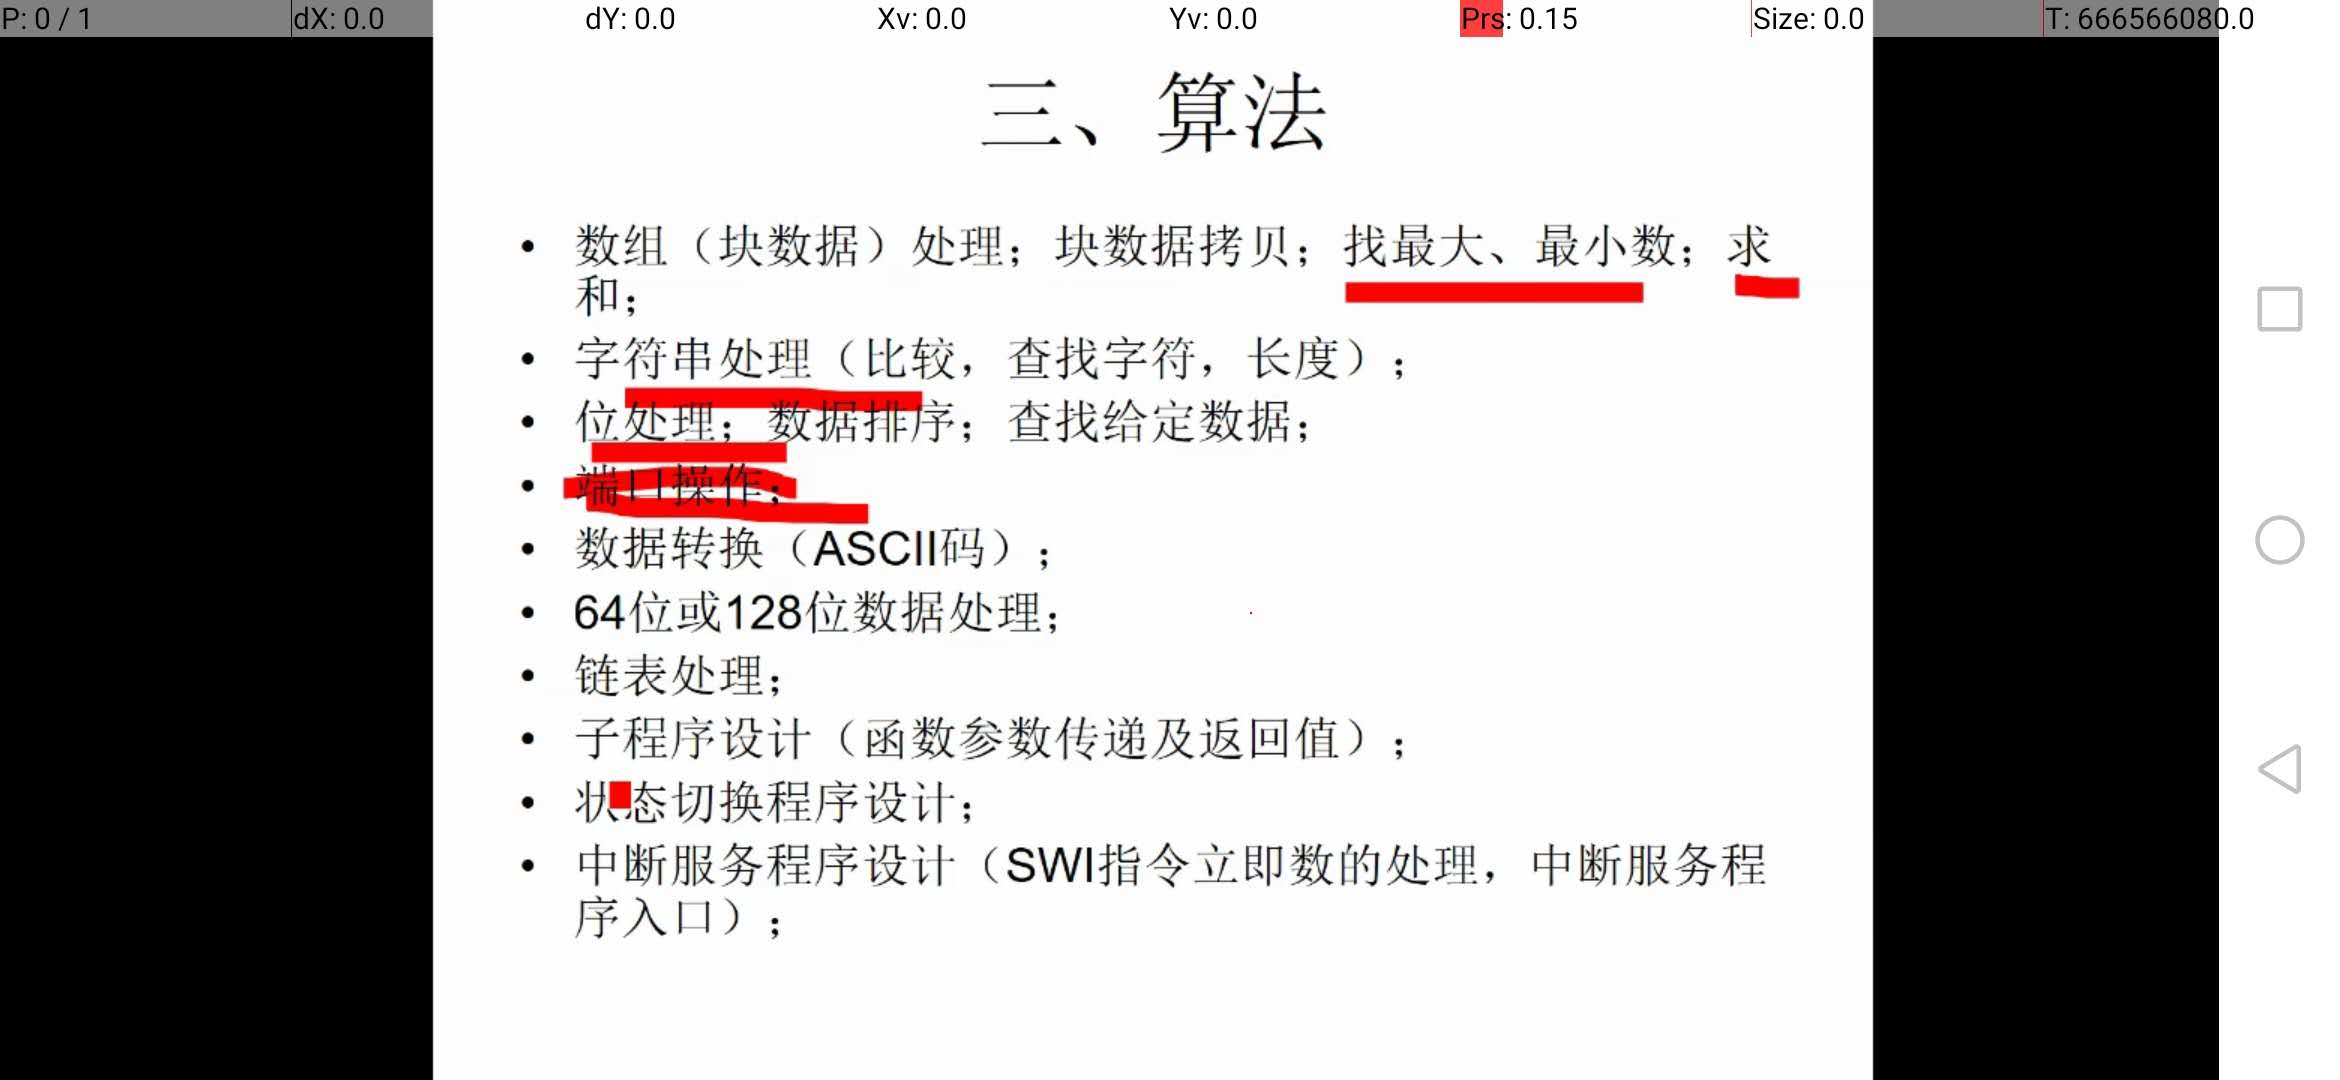 P: 0 / 1 dX: 0.0 dY: 0.0 Xv: 0.0 Yv: 0.0 Prs: 0.15 Size: 0.0 T: 666566080.0
三、算法
• 数组（块数据）处理；块数据拷贝；找最大、最小数；求
和；
• 字符串处理（比较，查找字符，长度）；
• 位处理；数据排序；查找给定数据；
• 端口操作；
• 数据转换（ASCII码）；
• 64位或128位数据处理；
• 链表处理；
• 子程序设计（函数参数传递及返回值）；
• 状态切换程序设计；
• 中断服务程序设计（SWI指令立即数的处理，中断服务程
序入口）；